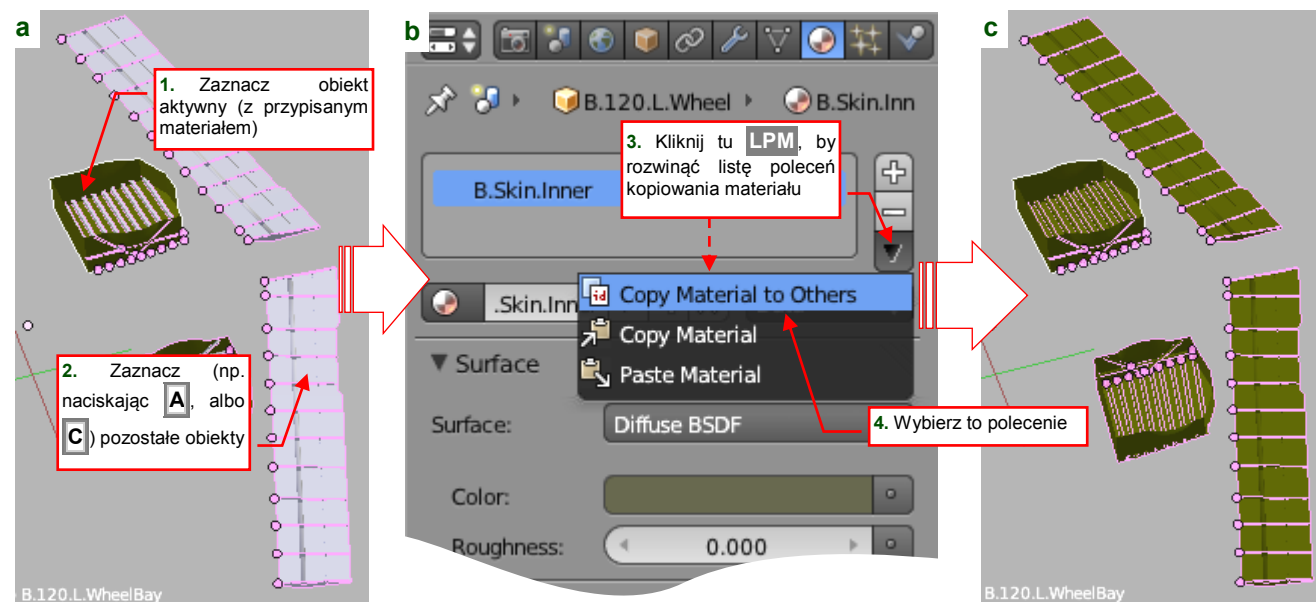 a
1. Zaznacz obiekt
aktywny (z przypisanym
materiałem)
2. Zaznacz (np.
naciskając A, albo
C) pozostałe obiekty
B.120.L.WheelBay
b
B.120.L.Wheel
B.Skin.Inn
3. Kliknij tu LPM, by
rozwinąć listę poleceń
kopiowania materiału
B.Skin.Inner
.Skin.Inn
Copy Material to Others
Copy Material
Paste Material
Surface
Surface:
Diffuse BSDF
4. Wybierz to polecenie
Color:
Roughness:
0.000
c
B.120.L.WheelBay